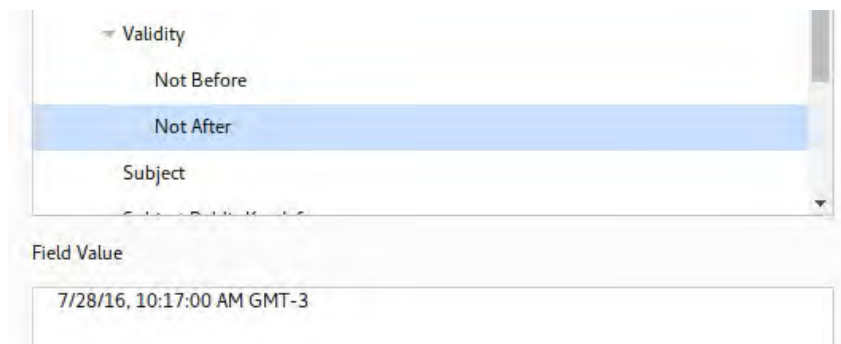 Validity
Not Before
Not After
Subject
Field Value
7/28/16, 10:17:00 AM GMT-3